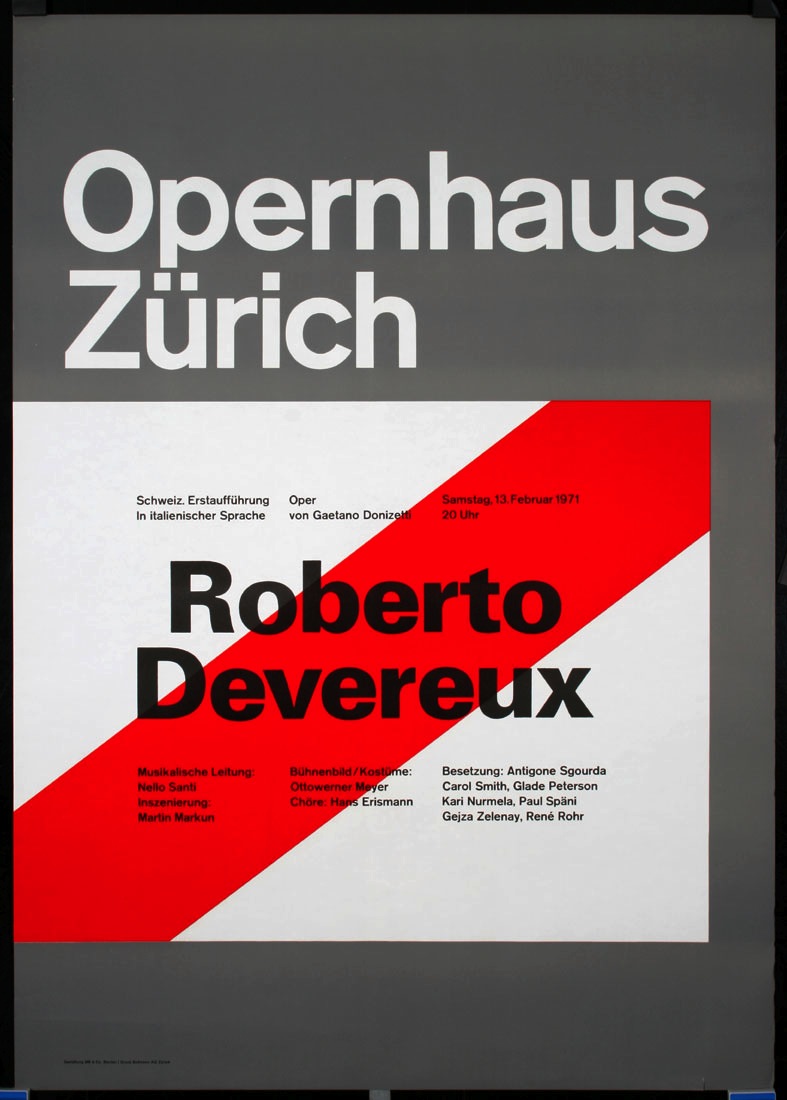 Opernhaus
Zürich
Schweiz. Erstaufführung
In italienischer Sprache
Oper
von Gaetano Donizetti
Samstag, 13. Februar 1971
20 Uhr
Roberto
Devereux
Musikalische Leitung:
Nello Santi
Inszenierung:
Martin Markun
Bühnenbild/Kostüme:
Ottowerner Meyer
Chöre: Hans Erismann
Besetzung: Antigone Sgourda
Carol Smith, Glade Peterson
Kari Nurmela, Paul Späni
Gejza Zelenay, René Rohr